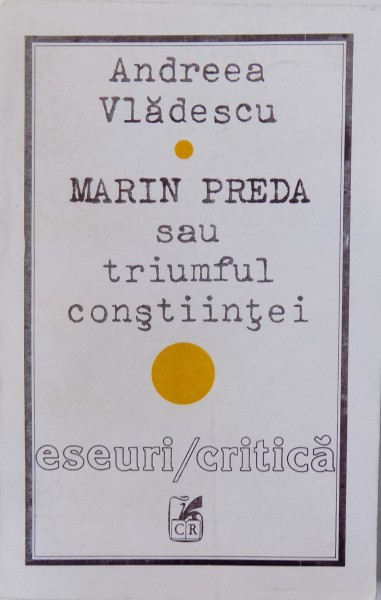 Andreea
Vlădescu
MARIN PREDA
sau
triumful
conştiinţei
eseuri/critică
CR